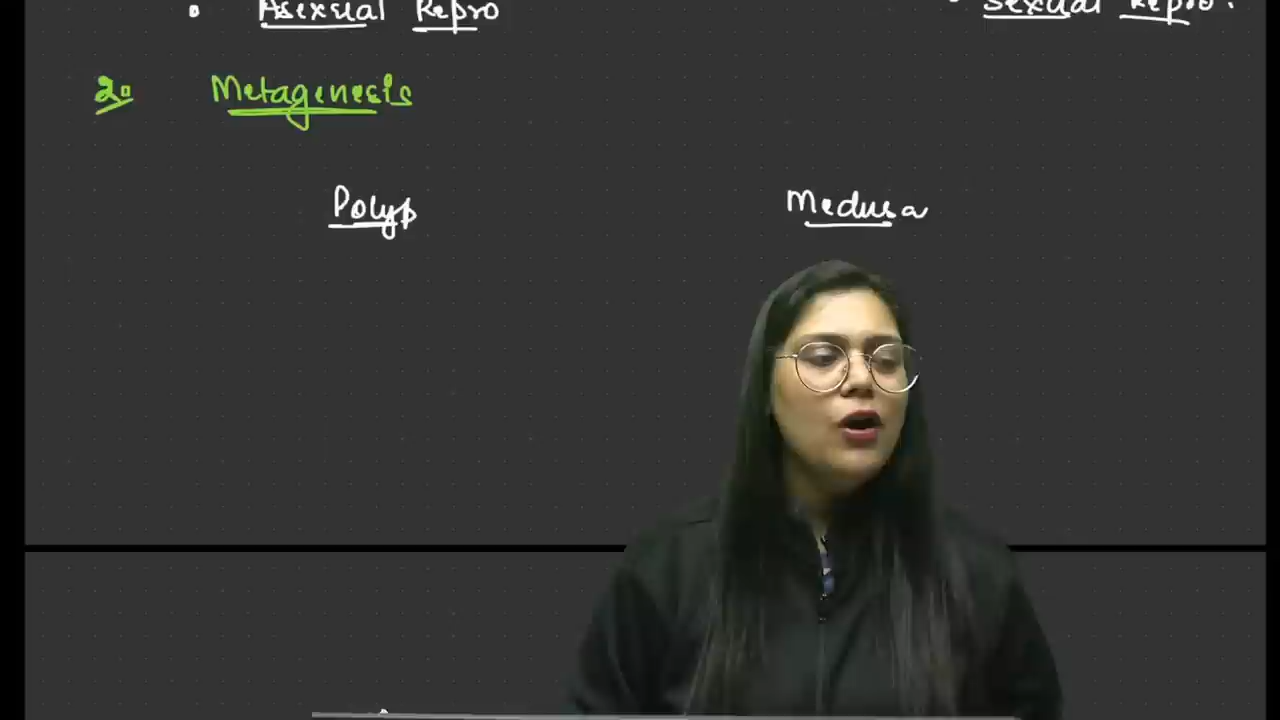 • Asexual Repro
• Sexual Repro.
2. Metagenesis
Polyp
Medusa